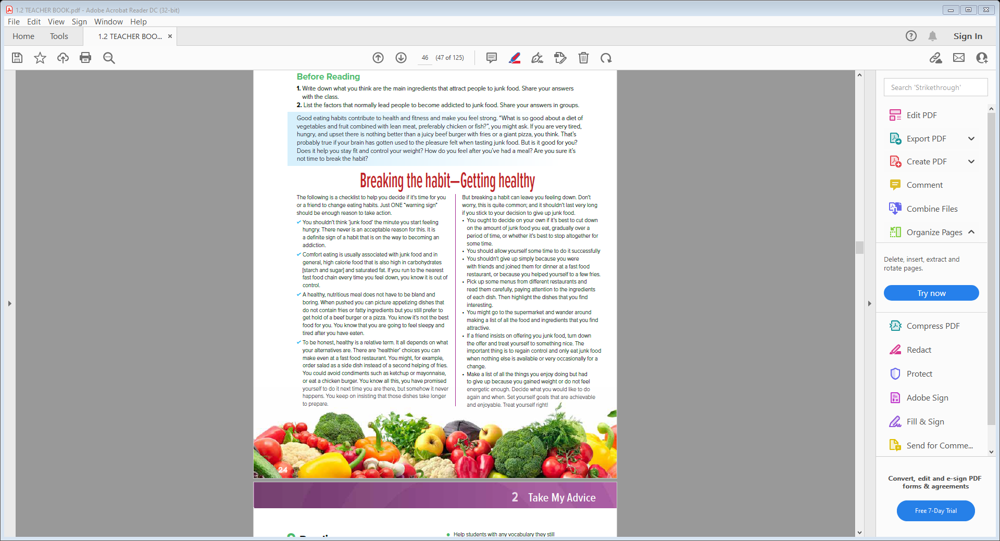 1.2 TEACHER BOOK.pdf - Adobe Acrobat Reader DC (32-bit)
File Edit View Sign Window Help
Home Tools 1.2 TEACHER BOO... × Sign In
46 (47 of 125)
Before Reading
1. Write down what you think are the main ingredients that attract people to junk food. Share your answers
with the class.
2. List the factors that normally lead people to become addicted to junk food. Share your answers in groups.
Good eating habits contribute to health and fitness and make you feel strong. “What is so good about a diet of
vegetables and fruit combined with lean meat, preferably chicken or fish?”, you might ask. If you are very tired,
hungry, and upset there is nothing better than a juicy beef burger with fries or a giant pizza, you think. That’s
probably true if your brain has gotten used to the pleasure felt when tasting junk food. But is it good for you?
Does it help you stay fit and control your weight? How do you feel after you’ve had a meal? Are you sure it’s
not time to break the habit?
Breaking the habit—Getting healthy
The following is a checklist to help you decide if it’s time for you
or a friend to change eating habits. Just ONE “warning sign”
should be enough reason to take action.
✓ You shouldn’t think ‘junk food’ the minute you start feeling
hungry. There never is an acceptable reason for this. It is
a definite sign of a habit that is on the way to becoming an
addiction.
✓ Comfort eating is usually associated with junk food and in
general, high calorie food that is also high in carbohydrates
[starch and sugar] and saturated fat. If you run to the nearest
fast food chain every time you feel down, you know it is out of
control.
✓ A healthy, nutritious meal does not have to be bland and
boring. When pushed you can picture appetizing dishes that
do not contain fries or fatty ingredients but you still prefer to
get hold of a beef burger or a pizza. You know it’s not the best
food for you. You know that you are going to feel sleepy and
tired after you have eaten.
✓ To be honest, healthy is a relative term. It all depends on what
your alternatives are. There are ‘healthier’ choices you can
make even at a fast food restaurant. You might, for example,
order salad as a side dish instead of a second helping of fries.
You could avoid condiments such as ketchup or mayonnaise,
or eat a chicken burger. You know all this, you have promised
yourself to do it next time you are there, but somehow it never
happens. You keep on insisting that those dishes take longer
to prepare.
But breaking a habit can leave you feeling down. Don’t
worry, this is quite common; and it shouldn’t last very long
if you stick to your decision to give up junk food.
• You ought to decide on your own if it’s best to cut down
on the amount of junk food you eat, gradually over a
period of time, or whether it’s best to stop altogether for
some time.
• You should allow yourself some time to do it successfully
• You shouldn’t give up simply because you were
with friends and joined them for dinner at a fast food
restaurant, or because you helped yourself to a few fries.
• Pick up some menus from different restaurants and
read them carefully, paying attention to the ingredients
of each dish. Then highlight the dishes that you find
interesting.
• You might go to the supermarket and wander around
making a list of all the food and ingredients that you find
attractive.
• If a friend insists on offering you junk food, turn down
the offer and treat yourself to something nice. The
important thing is to regain control and only eat junk food
when nothing else is available or very occasionally for a
change.
• Make a list of all the things you enjoy doing but had
to give up because you gained weight or do not feel
energetic enough. Decide what you would like to do
again and when. Set yourself goals that are achievable
and enjoyable. Treat yourself right!
24
2 Take My Advice
• Help students with any vocabulary they still
Search 'Strikethrough'
Edit PDF
Export PDF
Create PDF
Comment
Combine Files
Organize Pages
Delete, insert, extract and
rotate pages.
Try now
Compress PDF
Redact
Protect
Adobe Sign
Fill & Sign
Send for Comme...
Convert, edit and e-sign PDF
forms & agreements
Free 7-Day Trial